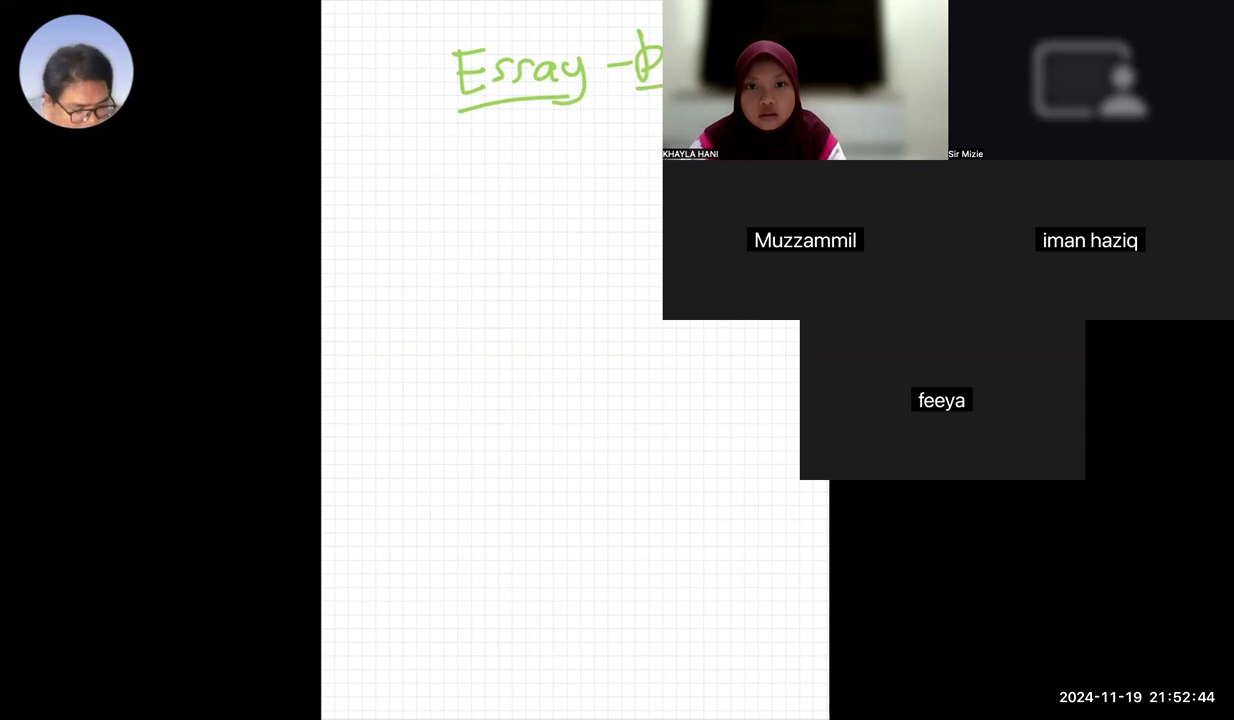 Essay -
KHAYLA HANI
Sir Mizie
Muzzammil
iman haziq
feeya
2024-11-19 21:52:44